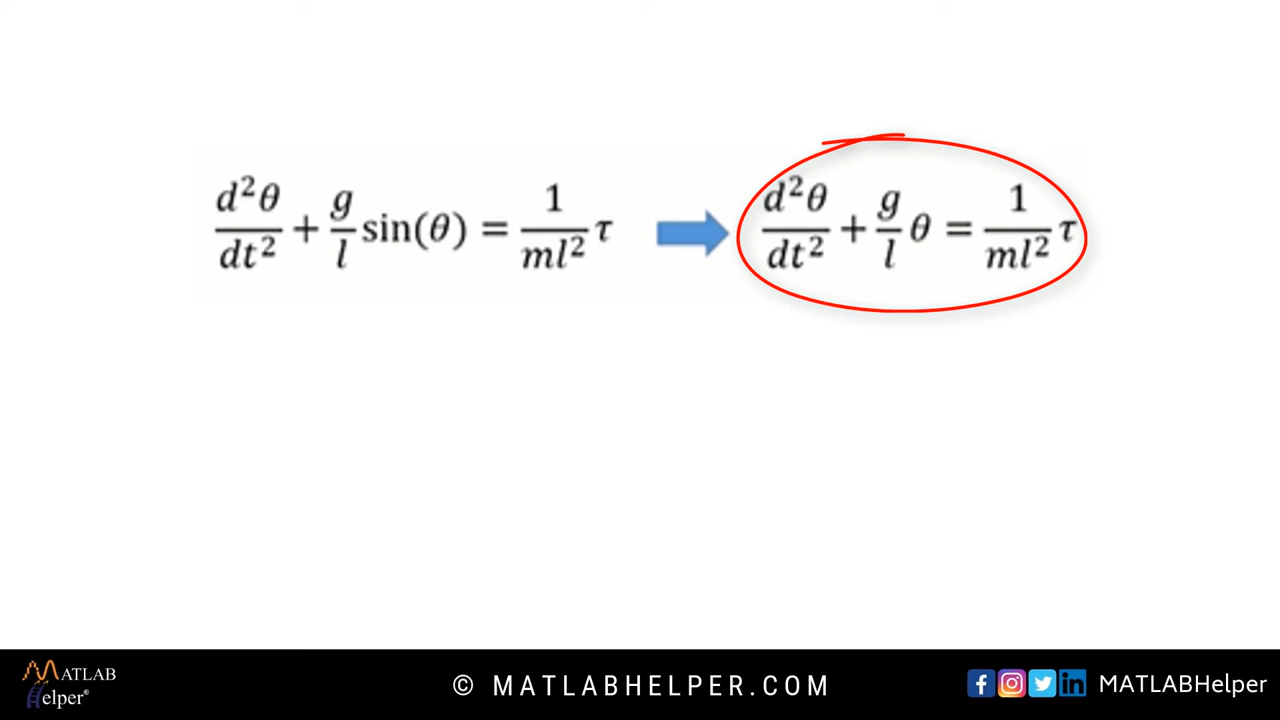 d²θ/dt² + g/l sin(θ) = 1/ml² τ
d²θ/dt² + g/l θ = 1/ml² τ
MATLAB
Helper®
© MATLABHELPER.COM
MATLABHelper